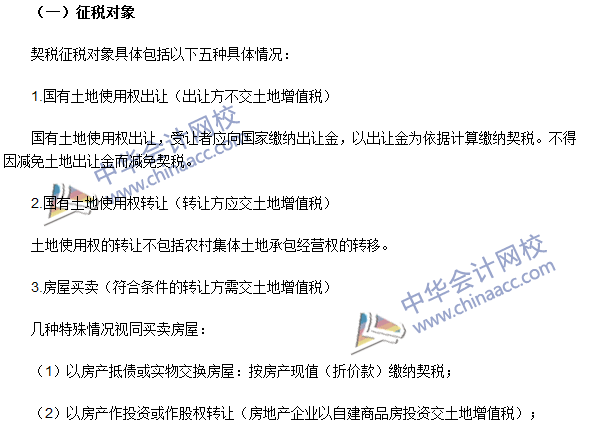 （一）征税对象
契税征税对象具体包括以下五种具体情况：
1.国有土地使用权出让（出让方不交土地增值税）
国有土地使用权出让，受让者应向国家缴纳出让金，以出让金为依据计算缴纳契税。不得
因减免土地出让金而减免契税。
2.国有土地使用权转让（转让方应交土地增值税）
土地使用权的转让不包括农村集体土地承包经营权的转移。
3.房屋买卖（符合条件的转让方需交土地增值税）
几种特殊情况视同买卖房屋：
（1）以房产抵债或实物交换房屋：按房产现值（折价款）缴纳契税；
（2）以房产作投资或作股权转让（房地产企业以自建商品房投资交土地增值税）；
中华会计网校
www.chinaacc.com
中华会计网校
www.chinaacc.com